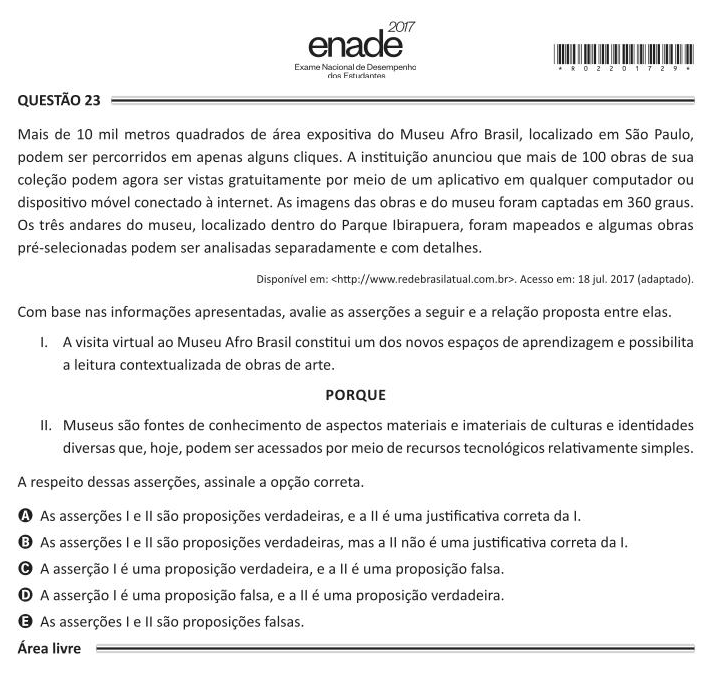 2017
enade
Exame Nacional de Desempenho
dos Estudantes
*R0220172​9*
QUESTÃO 23
Mais de 10 mil metros quadrados de área expositiva do Museu Afro Brasil, localizado em São Paulo,
podem ser percorridos em apenas alguns cliques. A instituição anunciou que mais de 100 obras de sua
coleção podem agora ser vistas gratuitamente por meio de um aplicativo em qualquer computador ou
dispositivo móvel conectado à internet. As imagens das obras e do museu foram captadas em 360 graus.
Os três andares do museu, localizado dentro do Parque Ibirapuera, foram mapeados e algumas obras
pré-selecionadas podem ser analisadas separadamente e com detalhes.
Disponível em: <http://www.redebrasilatual.com.br>. Acesso em: 18 jul. 2017 (adaptado).
Com base nas informações apresentadas, avalie as asserções a seguir e a relação proposta entre elas.
I. A visita virtual ao Museu Afro Brasil constitui um dos novos espaços de aprendizagem e possibilita
a leitura contextualizada de obras de arte.
PORQUE
II. Museus são fontes de conhecimento de aspectos materiais e imateriais de culturas e identidades
diversas que, hoje, podem ser acessados por meio de recursos tecnológicos relativamente simples.
A respeito dessas asserções, assinale a opção correta.
A As asserções I e II são proposições verdadeiras, e a II é uma justificativa correta da I.
B As asserções I e II são proposições verdadeiras, mas a II não é uma justificativa correta da I.
C A asserção I é uma proposição verdadeira, e a II é uma proposição falsa.
D A asserção I é uma proposição falsa, e a II é uma proposição verdadeira.
E As asserções I e II são proposições falsas.
Área livre